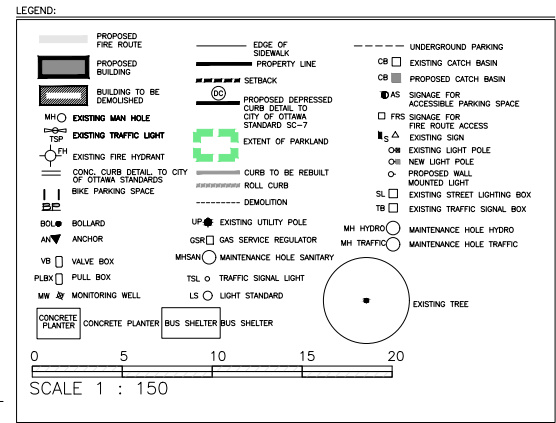 LEGEND:
PROPOSED
FIRE ROUTE
PROPOSED
BUILDING
BUILDING TO BE
DEMOLISHED
MH EXISTING MAN HOLE
TSP EXISTING TRAFFIC LIGHT
FH EXISTING FIRE HYDRANT
CONC. CURB DETAIL TO CITY
OF OTTAWA STANDARDS
BP BIKE PARKING SPACE
BOL BOLLARD
AN ANCHOR
VB VALVE BOX
PLBX PULL BOX
MW MONITORING WELL
CONCRETE
PLANTER
CONCRETE PLANTER
EDGE OF
SIDEWALK
PROPERTY LINE
SETBACK
DC
PROPOSED DEPRESSED
CURB DETAIL TO
CITY OF OTTAWA
STANDARD SC-7
EXTENT OF PARKLAND
CURB TO BE REBUILT
ROLL CURB
DEMOLITION
UP EXISTING UTILITY POLE
GSR GAS SERVICE REGULATOR
MHSAN MAINTENANCE HOLE SANITARY
TSL TRAFFIC SIGNAL LIGHT
LS LIGHT STANDARD
BUS SHELTER BUS SHELTER
UNDERGROUND PARKING
CB EXISTING CATCH BASIN
CB PROPOSED CATCH BASIN
AS SIGNAGE FOR
ACCESSIBLE PARKING SPACE
FRS SIGNAGE FOR
FIRE ROUTE ACCESS
S EXISTING SIGN
EXISTING LIGHT POLE
NEW LIGHT POLE
PROPOSED WALL
MOUNTED LIGHT
SL EXISTING STREET LIGHTING BOX
TB EXISTING TRAFFIC SIGNAL BOX
MH HYDRO MAINTENANCE HOLE HYDRO
MH TRAFFIC MAINTENANCE HOLE TRAFFIC
EXISTING TREE
0 5 10 15 20
SCALE 1 : 150